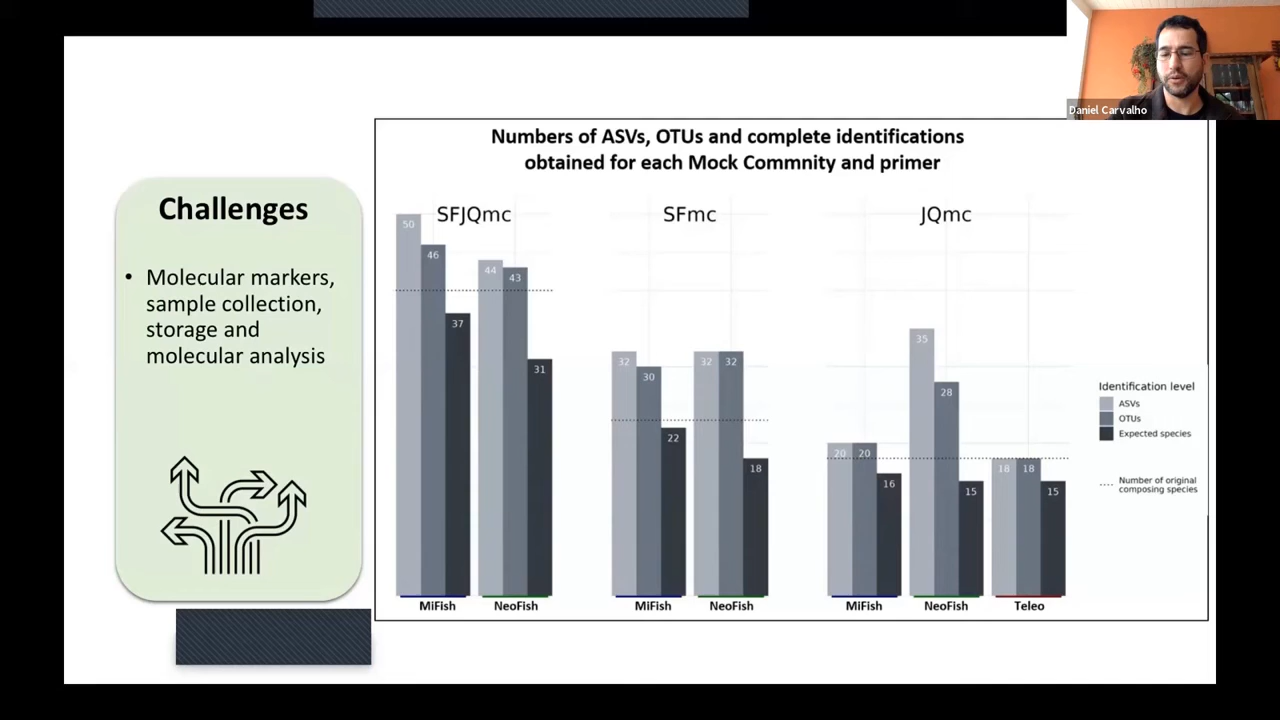 Daniel Carvalho
Numbers of ASVs, OTUs and complete identifications
obtained for each Mock Commnity and primer
Challenges
• Molecular markers,
sample collection,
storage and
molecular analysis
SFJQmc
50
46
37
44
43
31
MiFish
NeoFish
SFmc
32
30
22
32
32
18
MiFish
NeoFish
JQmc
20
20
16
35
28
15
18
18
15
MiFish
NeoFish
Teleo
Identification level
ASVs
OTUs
Expected species
Number of original
composing species